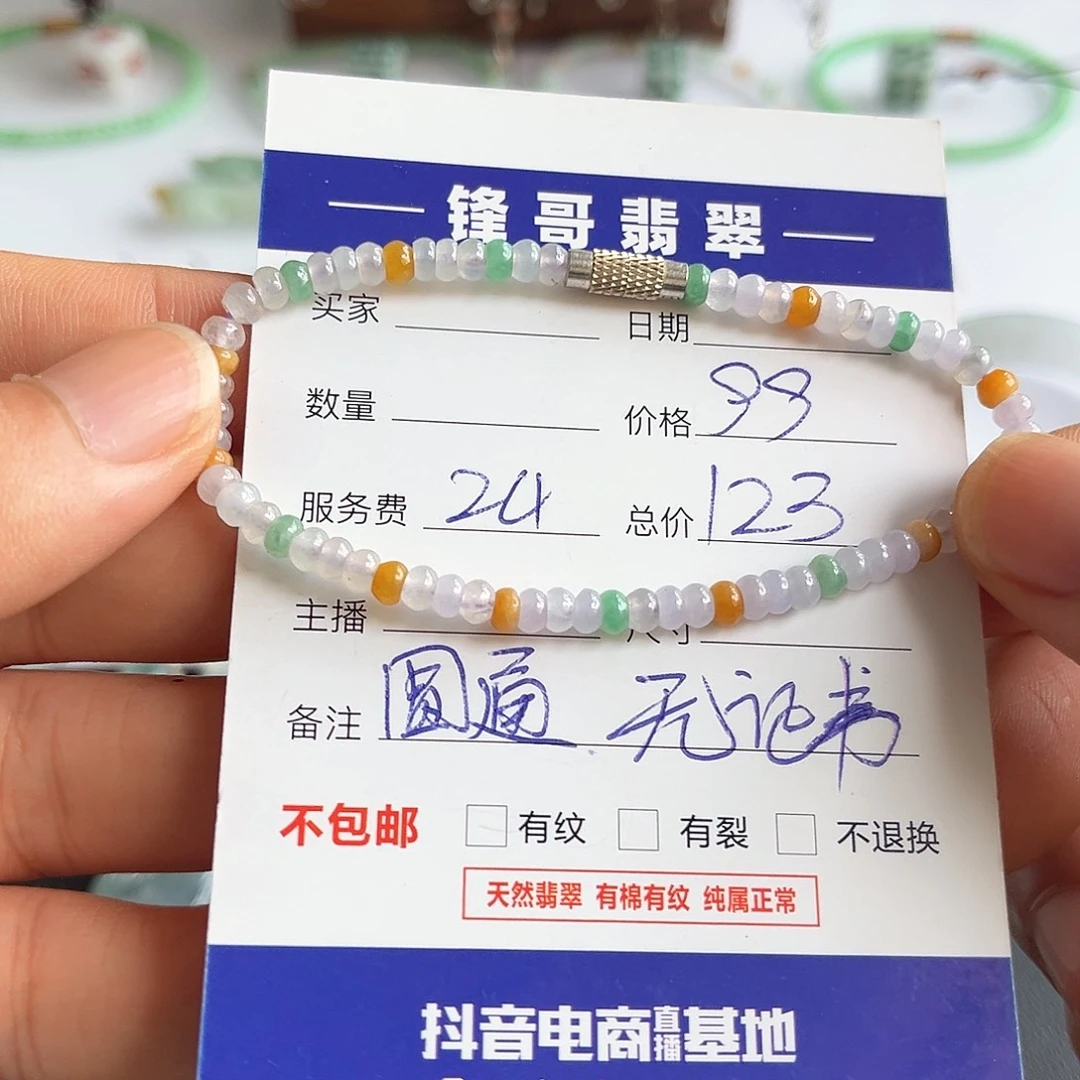 锋哥翡翠
买家 日期
数量 价格 99
服务费 24 总价 123
主播 尺寸
备注 圆通 无证书
不包邮 有纹 有裂 不退换
天然翡翠 有棉有纹 纯属正常
抖音电商直播基地